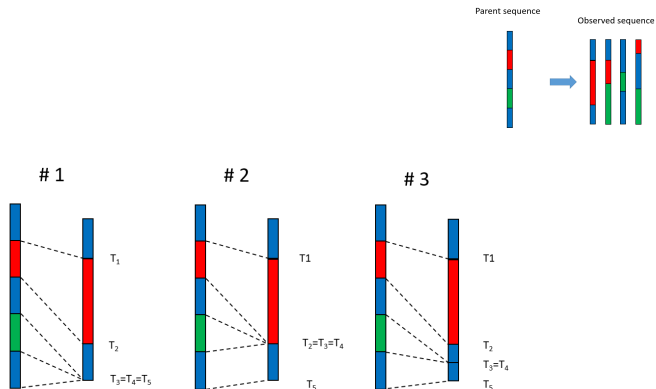 Parent sequence
Observed sequence
# 1
# 2
# 3
T₁
T₂
T₃=T₄=T₅
T1
T₂=T₃=T₄
T₅
T1
T₂
T₃=T₄
T₅